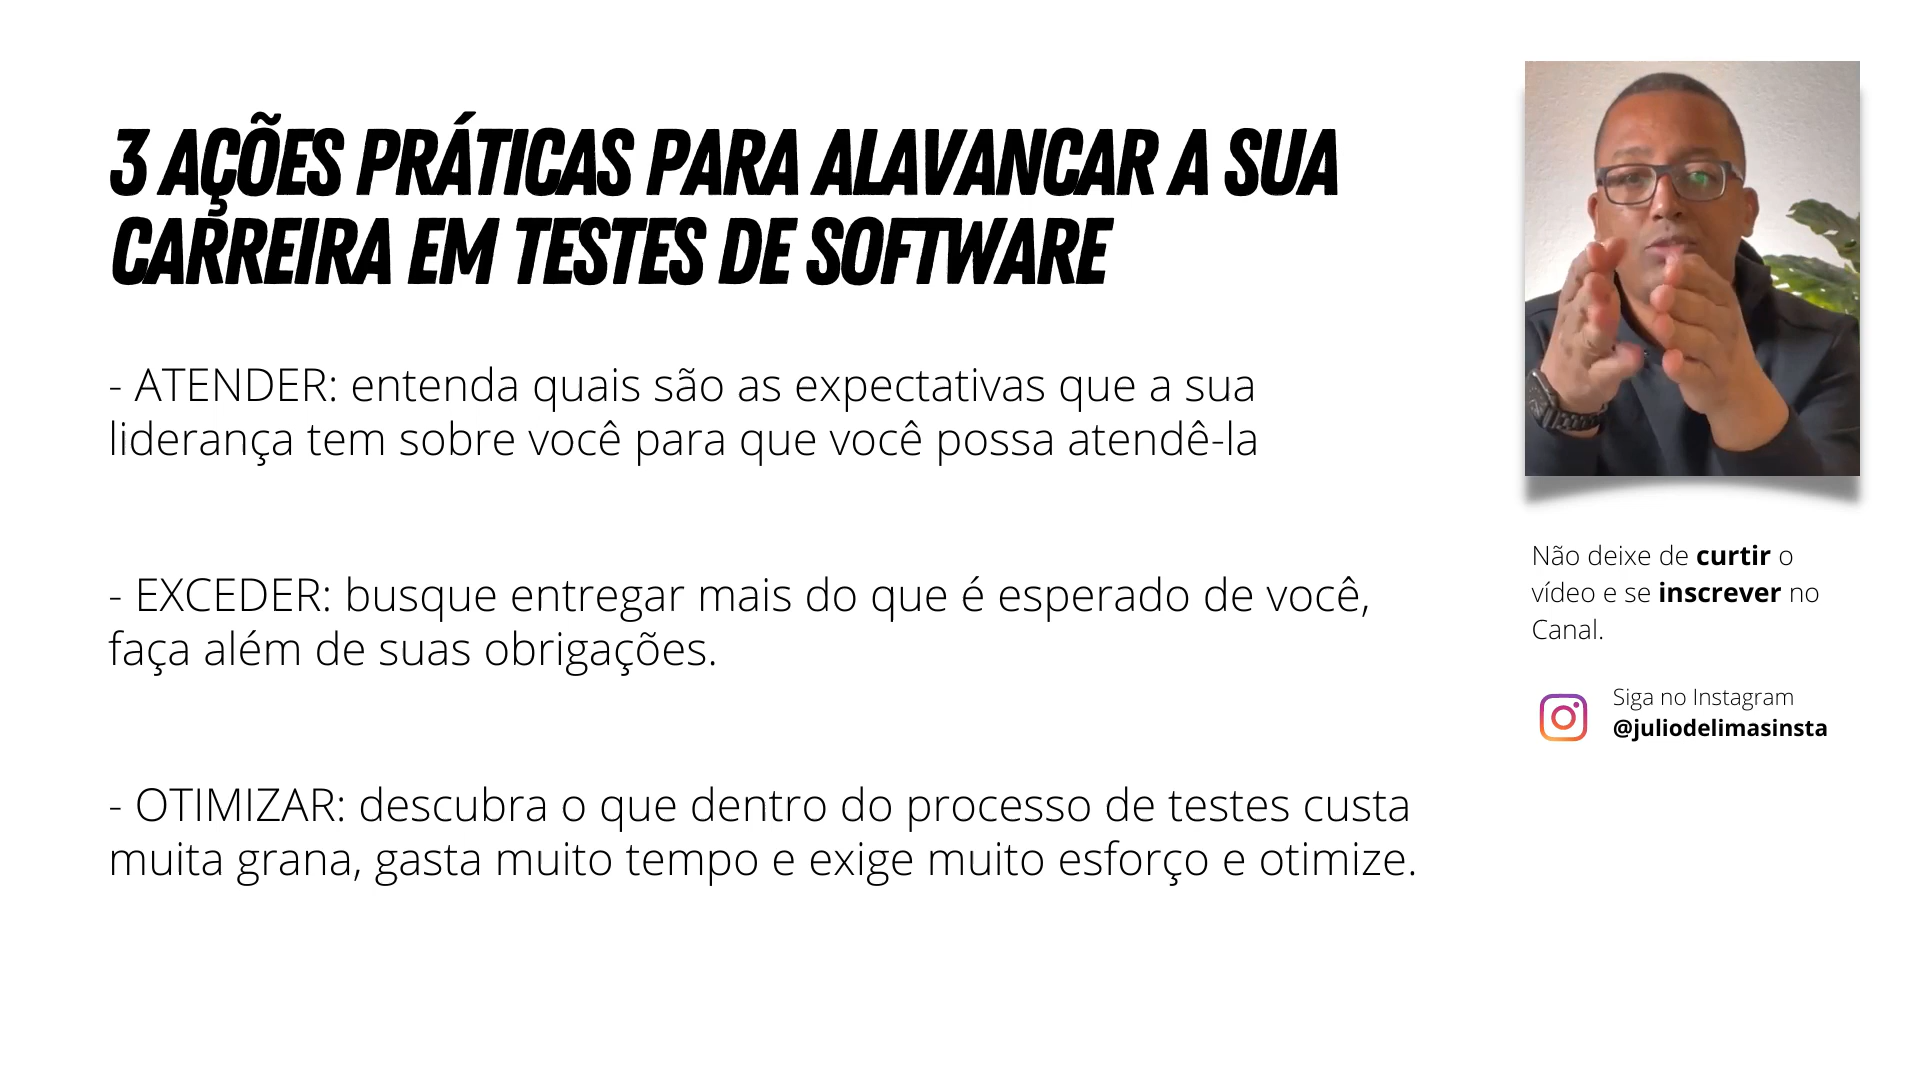 3 AÇÕES PRÁTICAS PARA ALAVANCAR A SUA
CARREIRA EM TESTES DE SOFTWARE
- ATENDER: entenda quais são as expectativas que a sua
liderança tem sobre você para que você possa atendê-la
- EXCEDER: busque entregar mais do que é esperado de você,
faça além de suas obrigações.
- OTIMIZAR: descubra o que dentro do processo de testes custa
muita grana, gasta muito tempo e exige muito esforço e otimize.
Não deixe de curtir o
vídeo e se inscrever no
Canal.
Siga no Instagram
@juliodelimasinsta